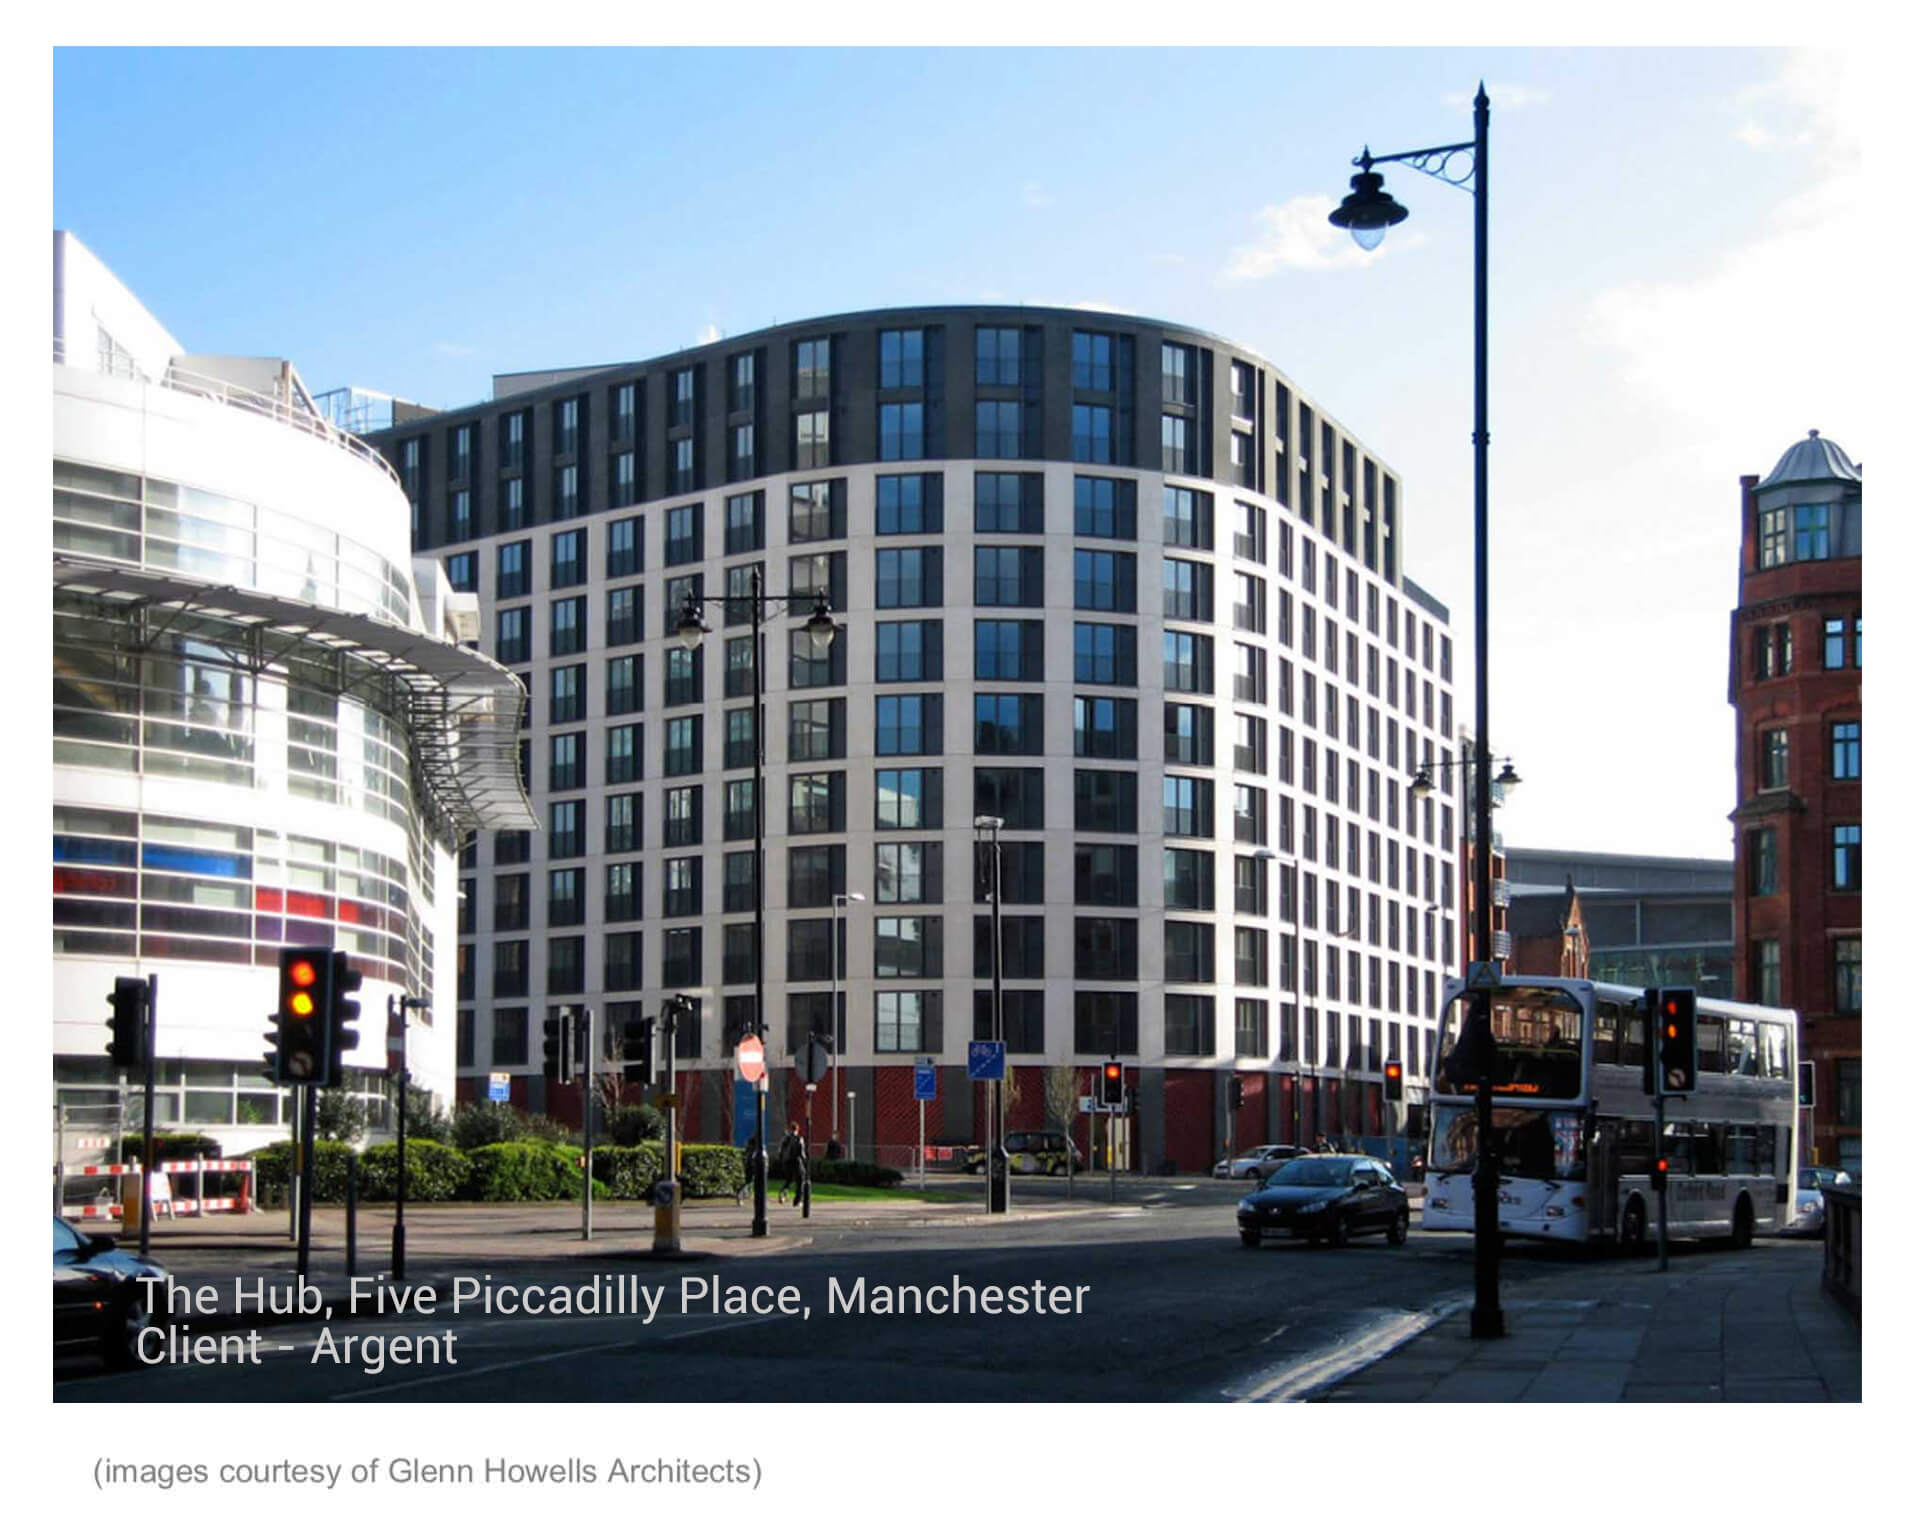 The Hub, Five Piccadilly Place, Manchester
Client - Argent
(images courtesy of Glenn Howells Architects)